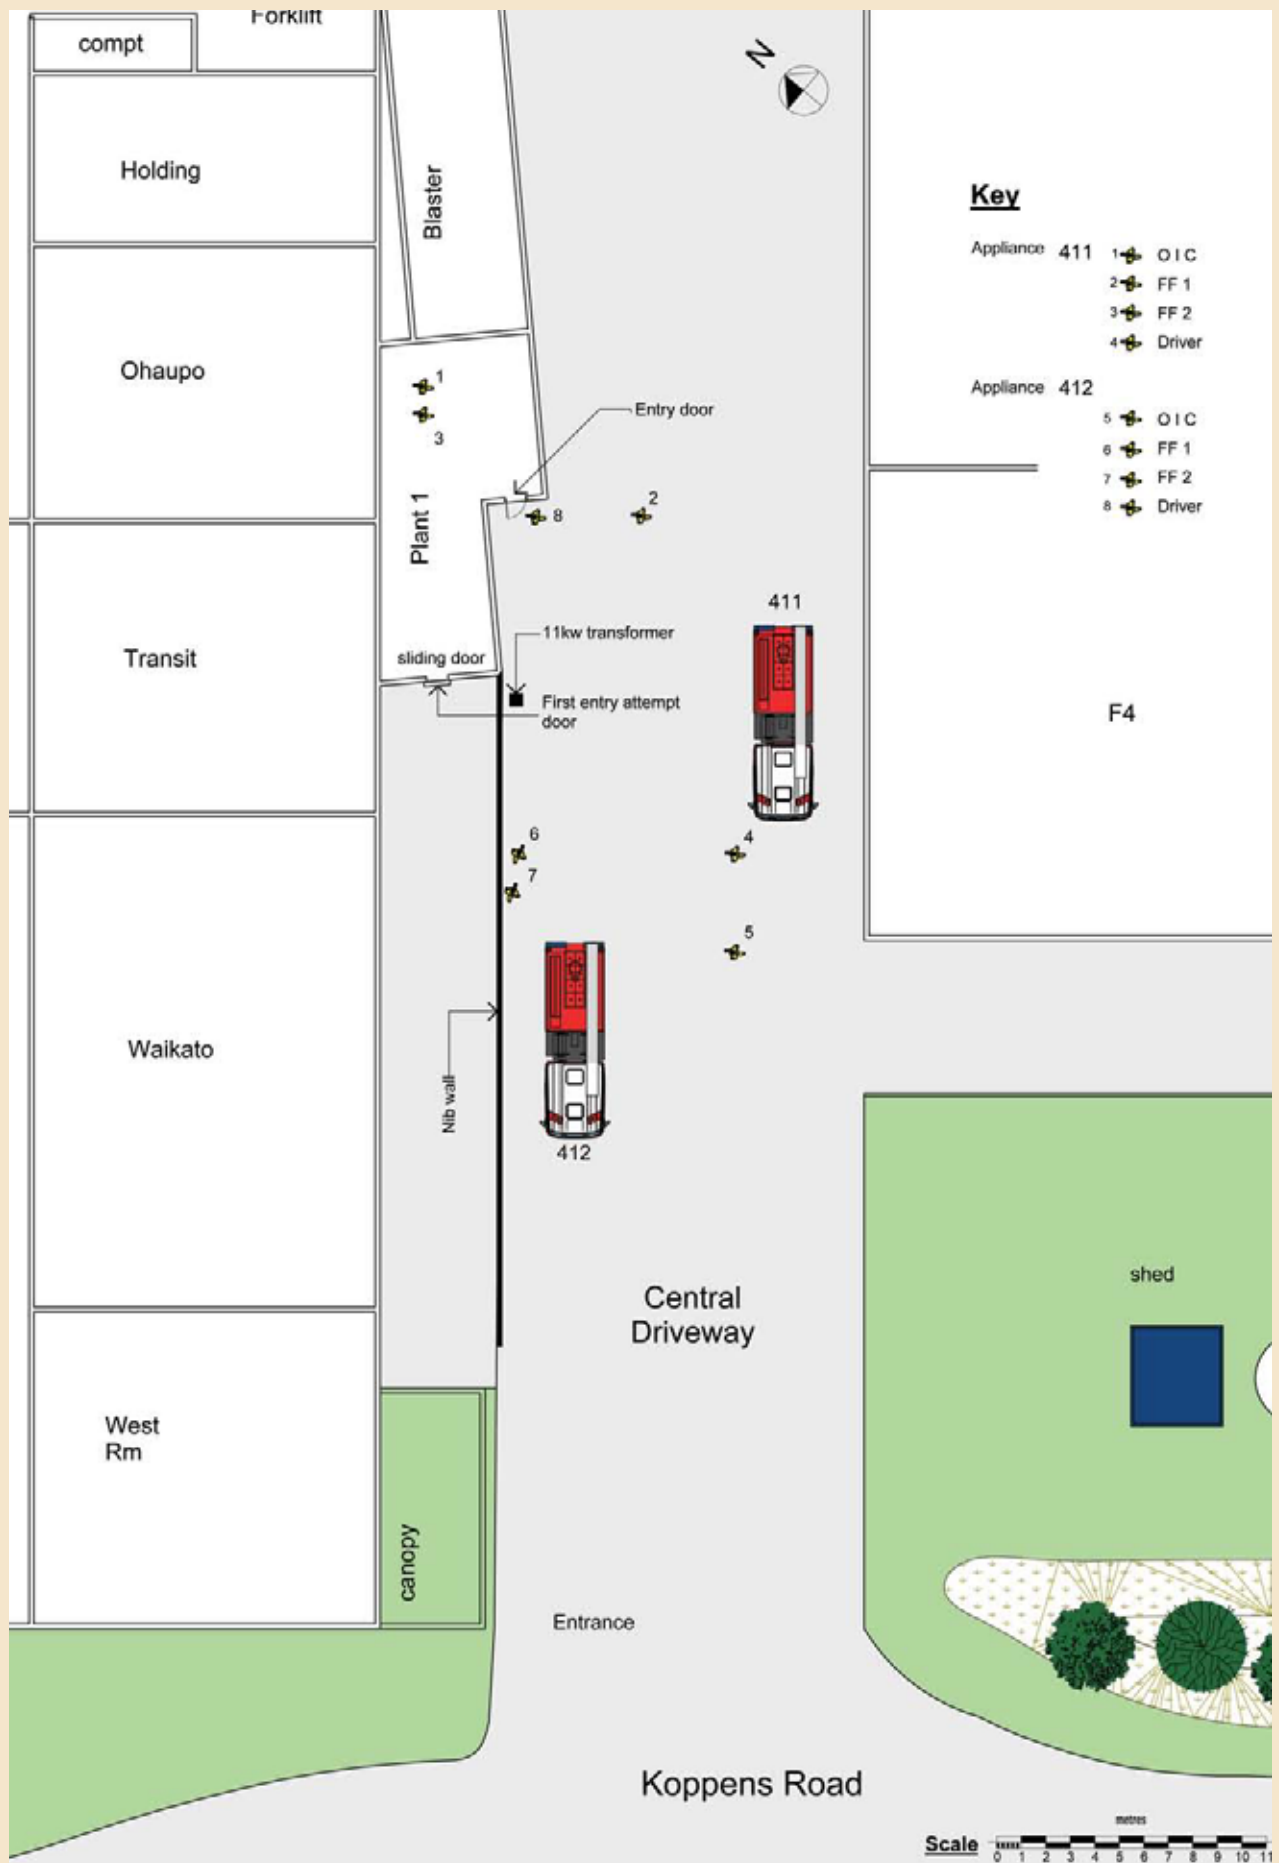 Forklift
compt
N
Holding
Blaster
Key
Appliance 411 1 O I C
2 FF 1
3 FF 2
4 Driver
Appliance 412
5 O I C
6 FF 1
7 FF 2
8 Driver
Ohaupo
1
3
Entry door
Plant 1
8
2
411
11kw transformer
Transit
sliding door
First entry attempt
door
F4
6
4
7
5
Waikato
Nib wall
412
shed
Central
Driveway
West
Rm
canopy
Entrance
Koppens Road
metres
Scale
0 1 2 3 4 5 6 7 8 9 10 11